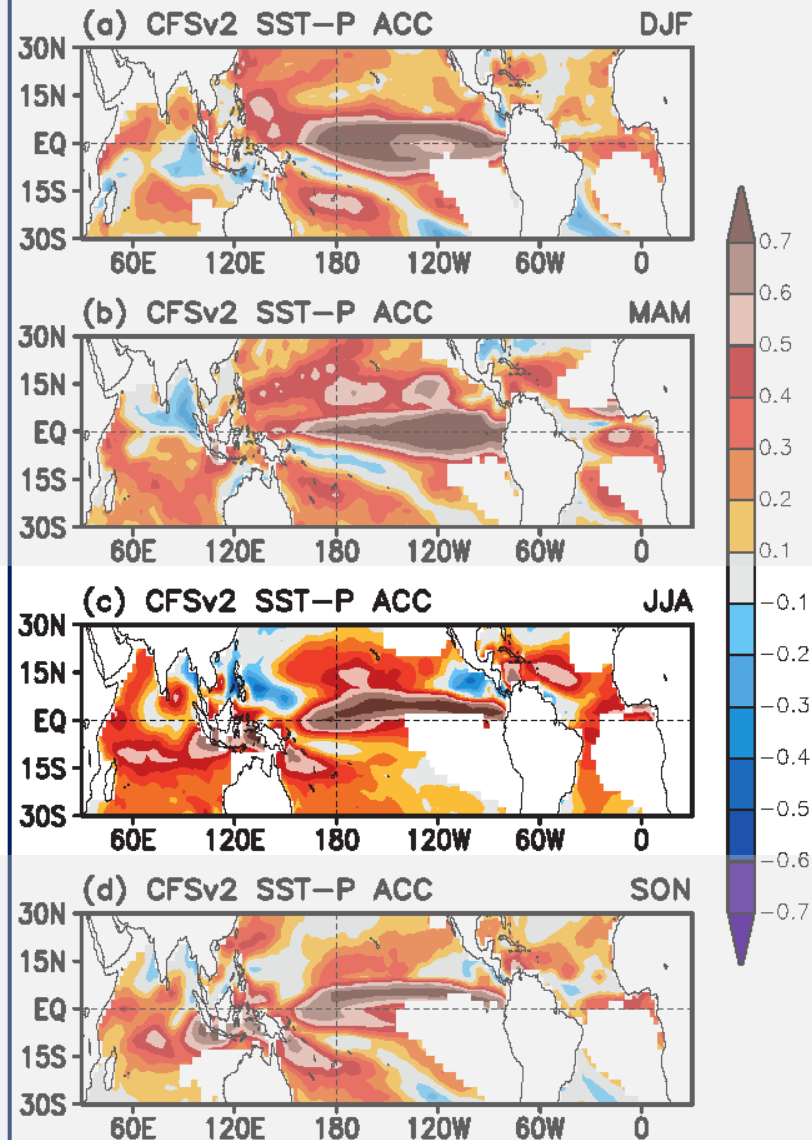 (a) CFSv2 SST-P ACC DJF
30N
15N
EQ
15S
30S
60E 120E 180 120W 60W 0
(b) CFSv2 SST-P ACC MAM
30N
15N
EQ
15S
30S
60E 120E 180 120W 60W 0
(c) CFSv2 SST-P ACC JJA
30N
15N
EQ
15S
30S
60E 120E 180 120W 60W 0
(d) CFSv2 SST-P ACC SON
30N
15N
EQ
15S
30S
60E 120E 180 120W 60W 0
0.7
0.6
0.5
0.4
0.3
0.2
0.1
-0.1
-0.2
-0.3
-0.4
-0.5
-0.6
-0.7